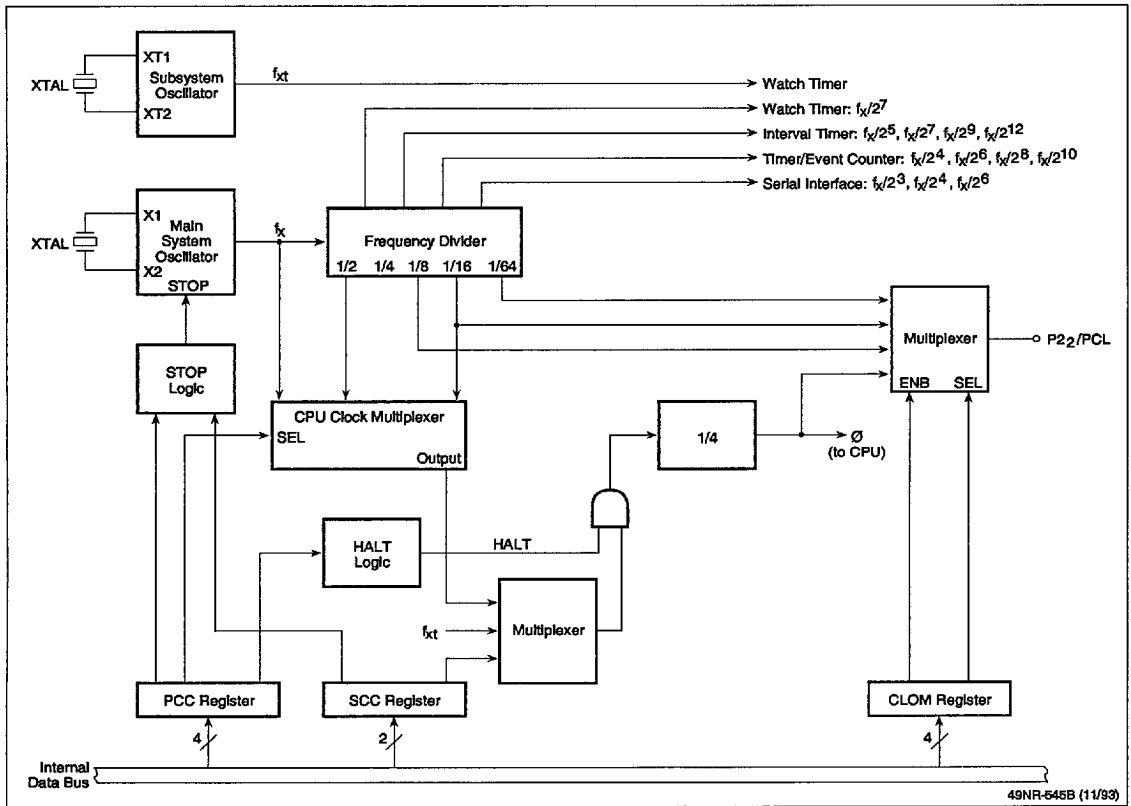 XTAL
XT1
XT2
Subsystem
Oscillator
fxt
Watch Timer
Watch Timer: fx/2^7
Interval Timer: fx/2^5, fx/2^7, fx/2^9, fx/2^12
Timer/Event Counter: fx/2^4, fx/2^6, fx/2^8, fx/2^10
Serial Interface: fx/2^3, fx/2^4, fx/2^6
XTAL
X1
X2
Main
System
Oscillator
STOP
fx
Frequency Divider
1/2 1/4 1/8 1/16 1/64
Multiplexer
ENB SEL
P2₂/PCL
STOP
Logic
CPU Clock Multiplexer
SEL
Output
1/4
Ø
(to CPU)
HALT
Logic
HALT
fxt
Multiplexer
PCC Register
SCC Register
CLOM Register
4
2
4
Internal
Data Bus
49NR-545B (11/93)